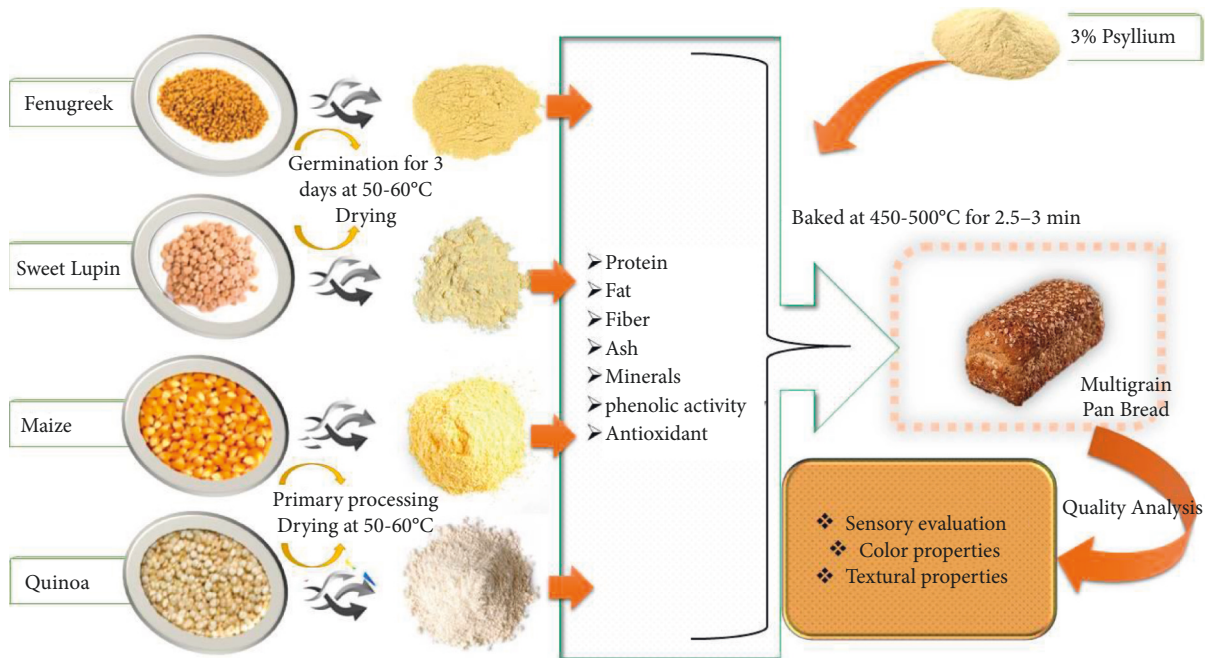 3% Psyllium
Fenugreek
Germination for 3
days at 50-60°C
Drying
Baked at 450-500°C for 2.5–3 min
Sweet Lupin
➢Protein
➢Fat
➢Fiber
➢Ash
➢Minerals
➢phenolic activity
➢Antioxidant
Multigrain
Pan Bread
Maize
Primary processing
Drying at 50-60°C
Quality Analysis
❖ Sensory evaluation
❖ Color properties
❖ Textural properties
Quinoa